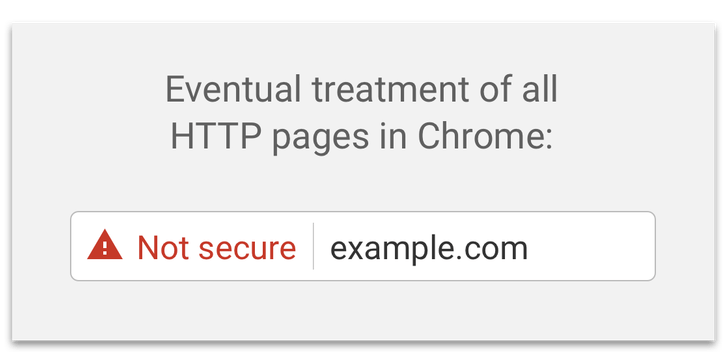 Eventual treatment of all
HTTP pages in Chrome:
Not secure example.com